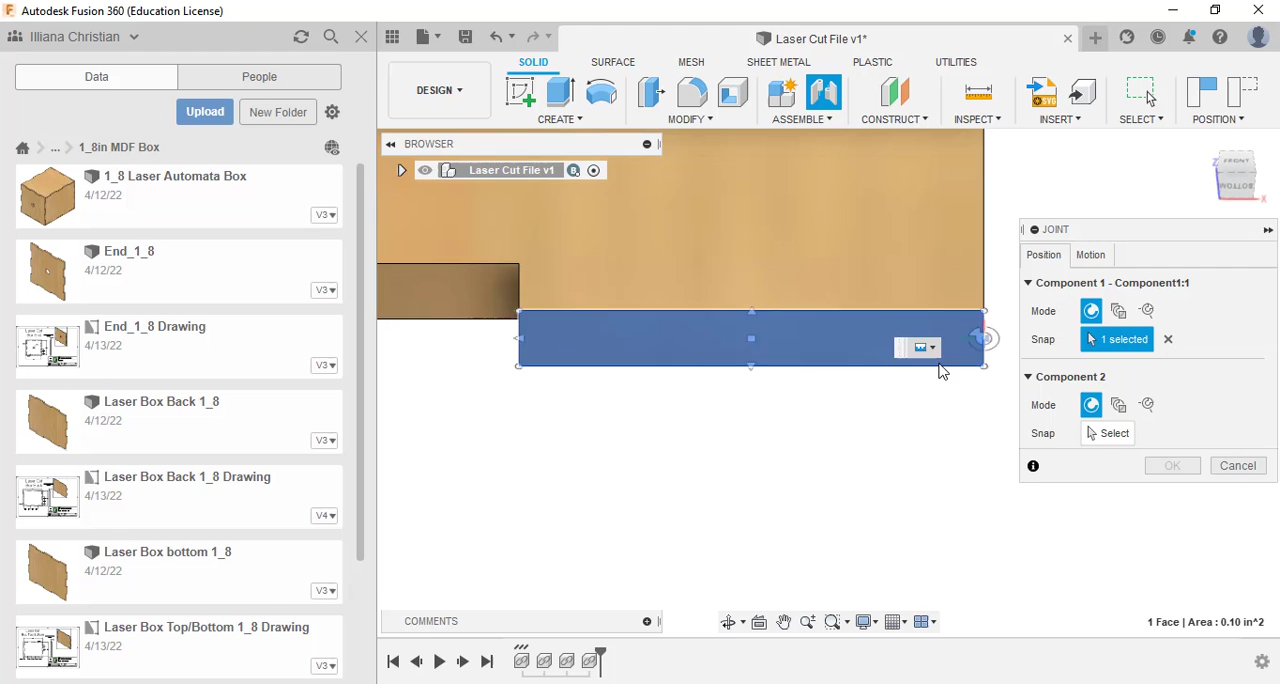 Autodesk Fusion 360 (Education License)
Illiana Christian
Laser Cut File v1*
Data
People
Upload
New Folder
... 1_8in MDF Box
1_8 Laser Automata Box
4/12/22
V3
End_1_8
4/12/22
V3
End_1_8 Drawing
4/13/22
V3
Laser Box Back 1_8
4/12/22
V3
Laser Box Back 1_8 Drawing
4/13/22
V4
Laser Box bottom 1_8
4/12/22
V3
Laser Box Top/Bottom 1_8 Drawing
4/13/22
V3
DESIGN
SOLID
SURFACE
MESH
SHEET METAL
PLASTIC
UTILITIES
CREATE
MODIFY
ASSEMBLE
CONSTRUCT
INSPECT
INSERT
SELECT
POSITION
BROWSER
Laser Cut File v1
FRONT
BOTTOM
Z
X
JOINT
Position
Motion
Component 1 - Component1:1
Mode
Snap
1 selected
Component 2
Mode
Snap
Select
OK
Cancel
COMMENTS
1 Face | Area : 0.10 in^2